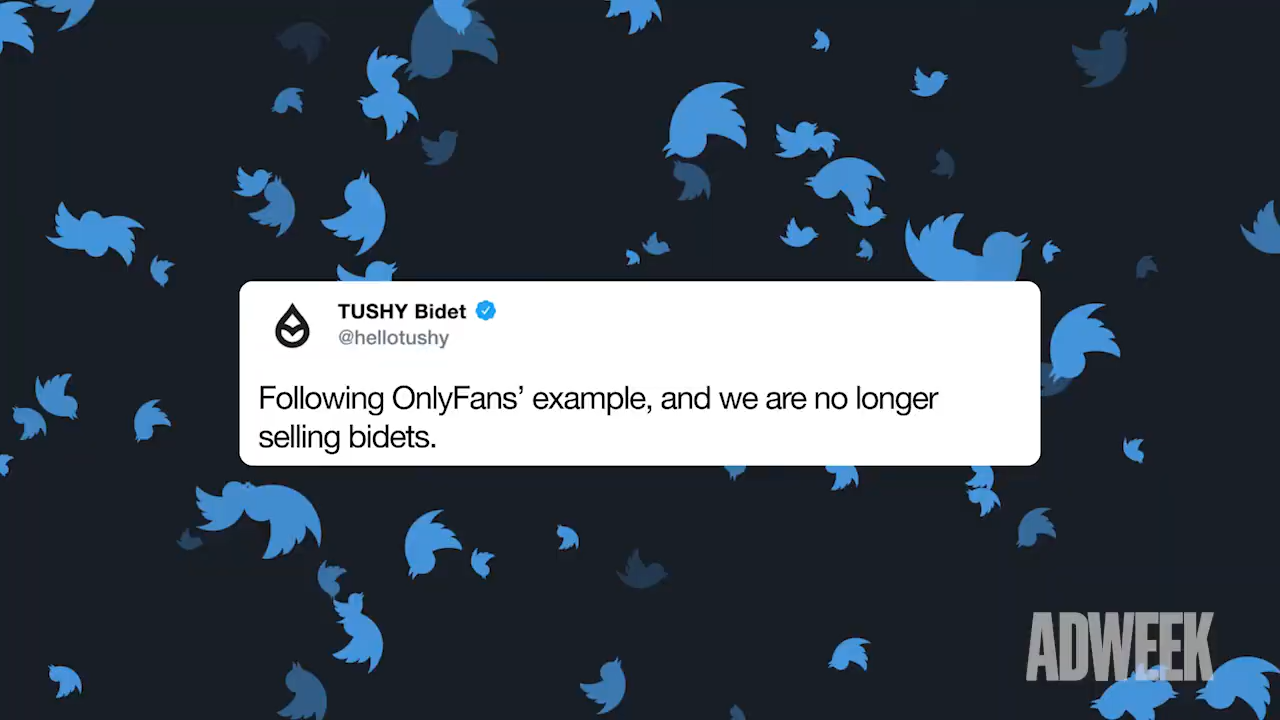 TUSHY Bidet
@hellotushy
Following OnlyFans’ example, and we are no longer
selling bidets.
ADWEEK